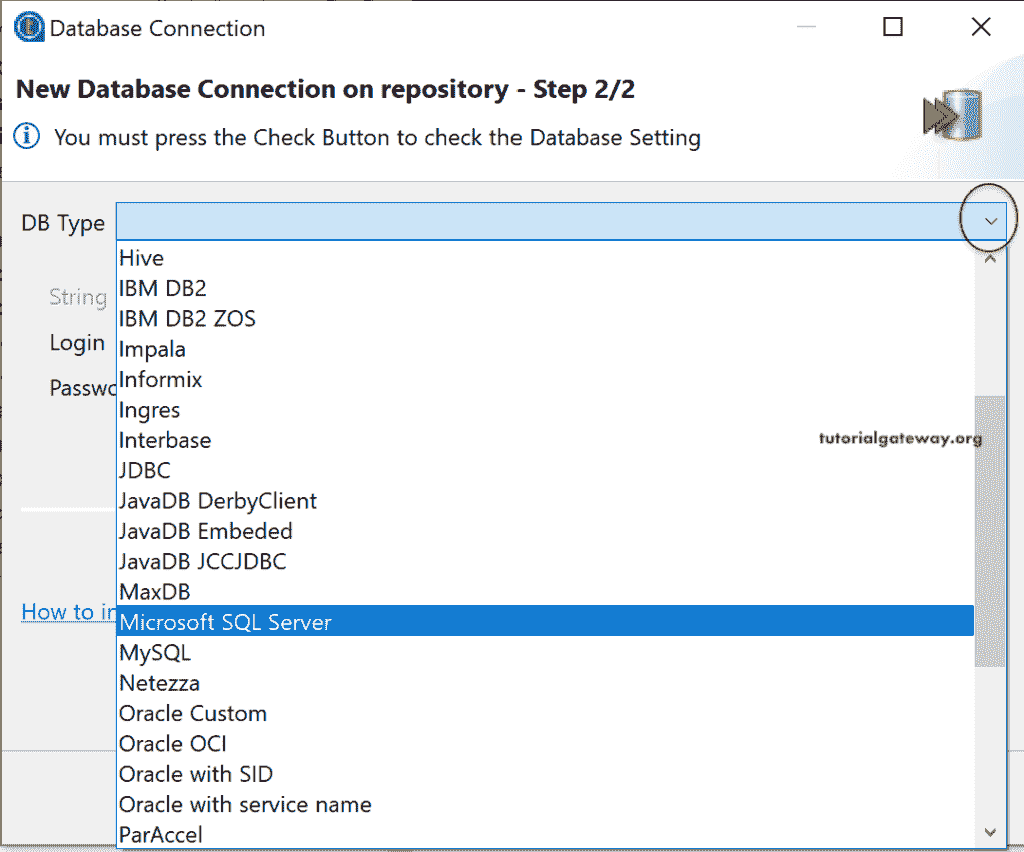 Database Connection
New Database Connection on repository - Step 2/2
You must press the Check Button to check the Database Setting
DB Type
Hive
String
IBM DB2
IBM DB2 ZOS
Login
Impala
Informix
Passwo
Ingres
Interbase
tutorialgateway.org
JDBC
JavaDB DerbyClient
JavaDB Embeded
JavaDB JCCJDBC
MaxDB
How to in
Microsoft SQL Server
MySQL
Netezza
Oracle Custom
Oracle OCI
Oracle with SID
Oracle with service name
ParAccel